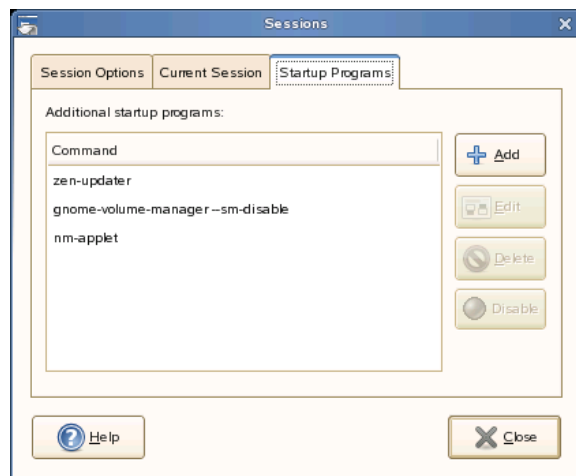 Sessions
Session Options
Current Session
Startup Programs
Additional startup programs:
Command
zen-updater
gnome-volume-manager --sm-disable
nm-applet
Add
Edit
Delete
Disable
Help
Close